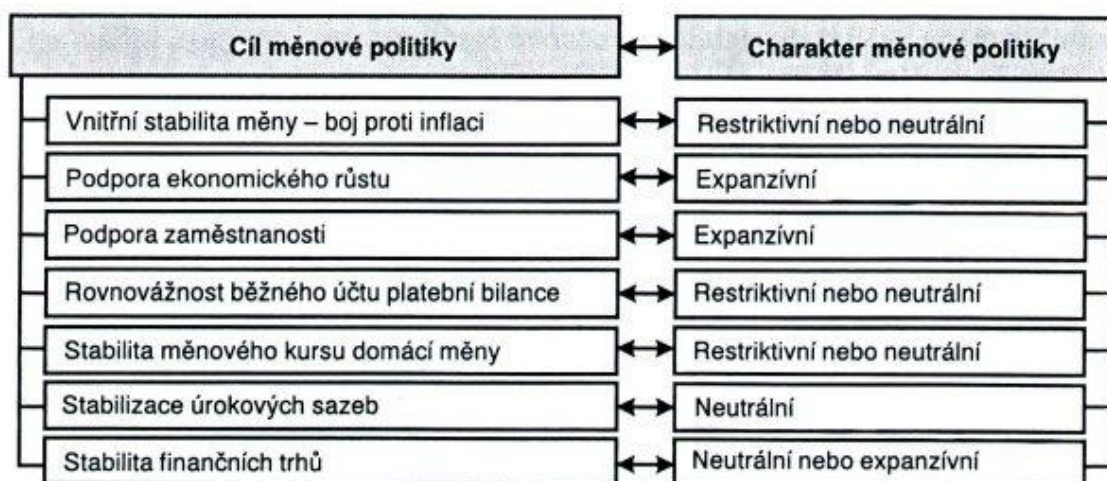 Cíl měnové politiky
Charakter měnové politiky
Vnitřní stabilita měny – boj proti inflaci
Restriktivní nebo neutrální
Podpora ekonomického růstu
Expanzívní
Podpora zaměstnanosti
Expanzívní
Rovnovážnost běžného účtu platební bilance
Restriktivní nebo neutrální
Stabilita měnového kursu domácí měny
Restriktivní nebo neutrální
Stabilizace úrokových sazeb
Neutrální
Stabilita finančních trhů
Neutrální nebo expanzívní